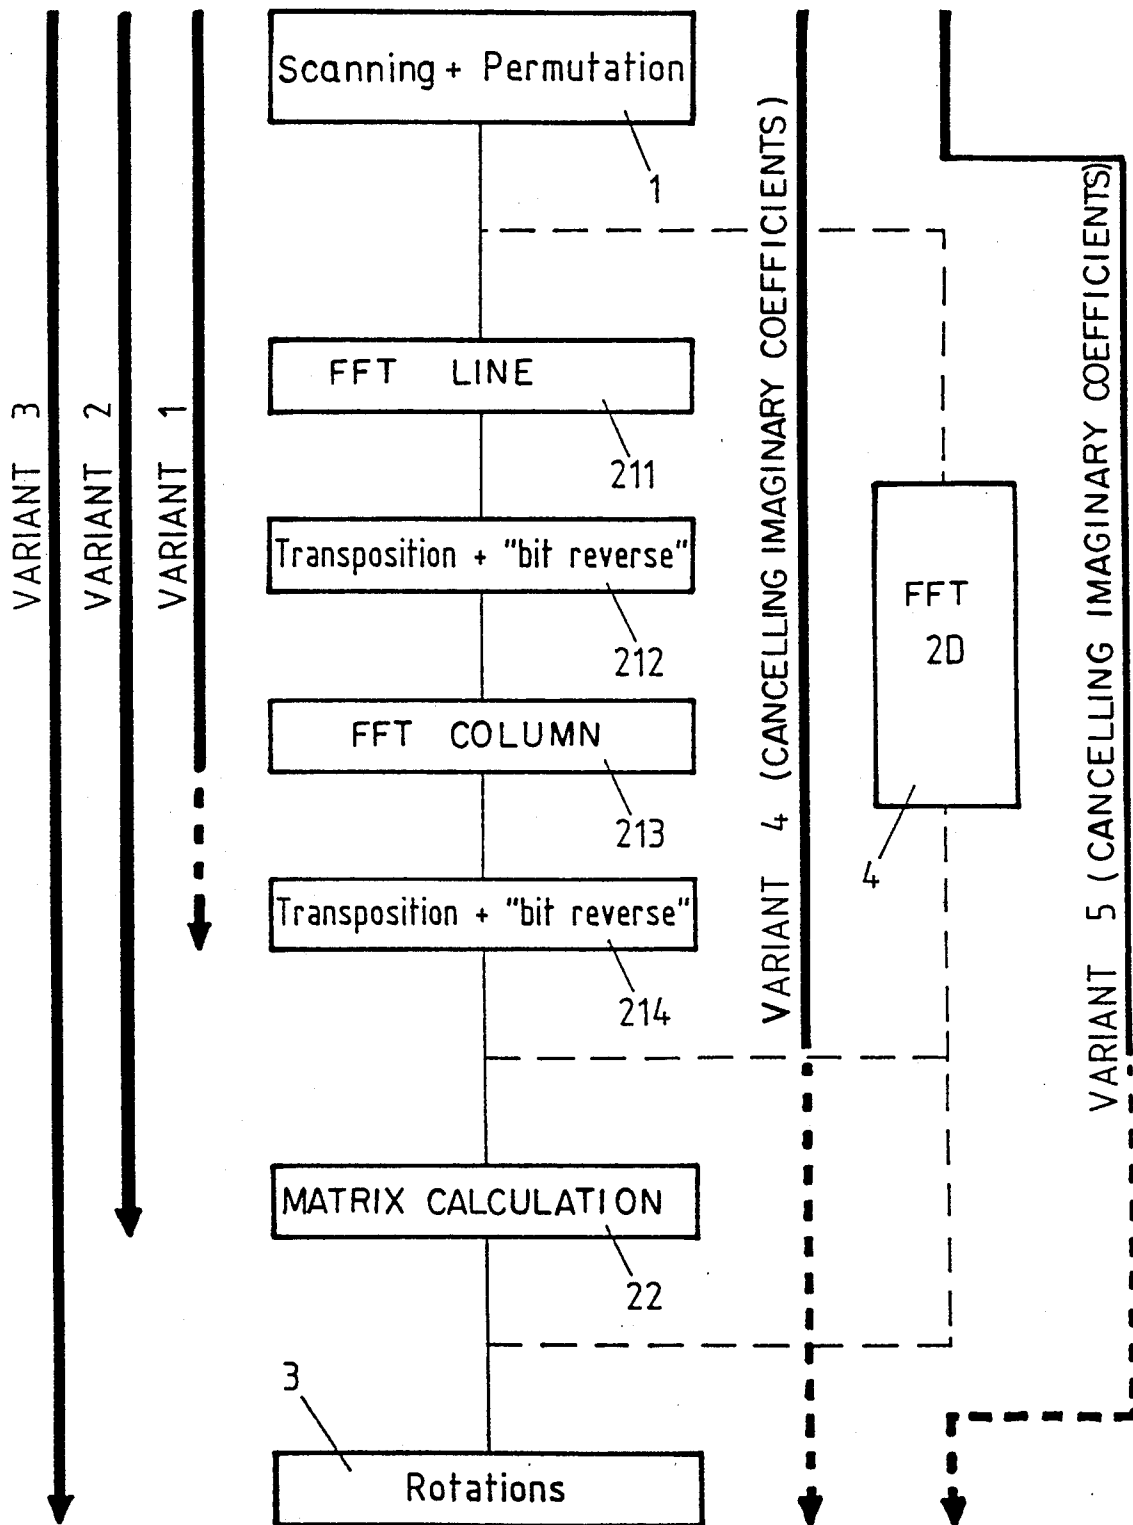 Scanning + Permutation
1
FFT LINE
211
Transposition + "bit reverse"
212
FFT COLUMN
213
Transposition + "bit reverse"
214
MATRIX CALCULATION
22
3
Rotations
VARIANT 3
VARIANT 2
VARIANT 1
VARIANT 4 (CANCELLING IMAGINARY COEFFICIENTS)
FFT
2D
4
VARIANT 5 (CANCELLING IMAGINARY COEFFICIENTS)